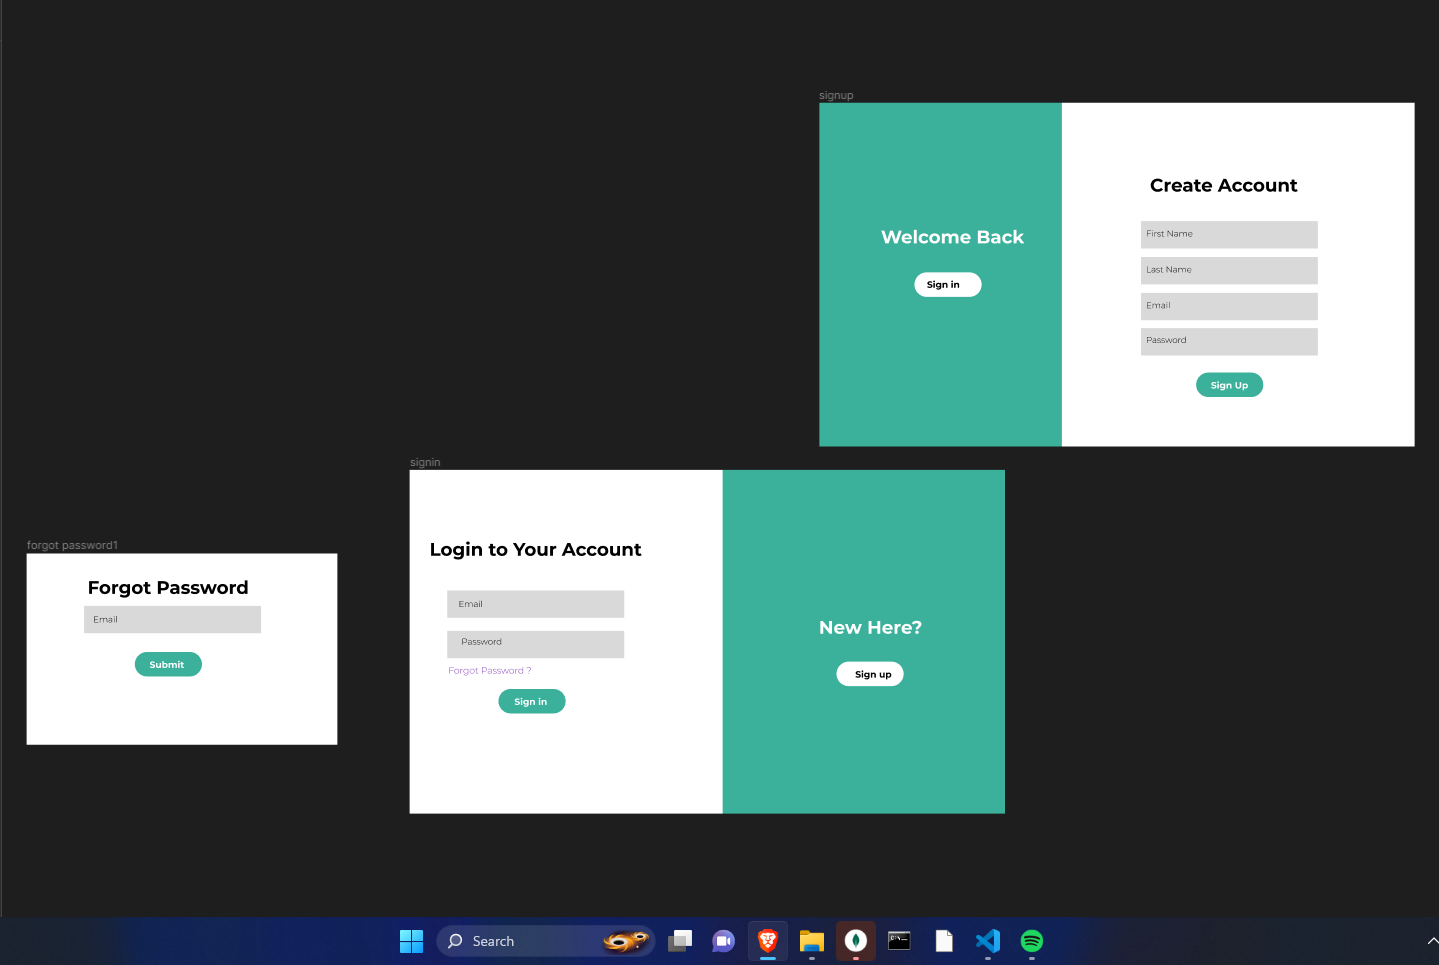 signup
Welcome Back
Sign in
Create Account
First Name
Last Name
Email
Password
Sign Up
signin
Login to Your Account
Email
Password
Forgot Password ?
Sign in
New Here?
Sign up
forgot password1
Forgot Password
Email
Submit
Search